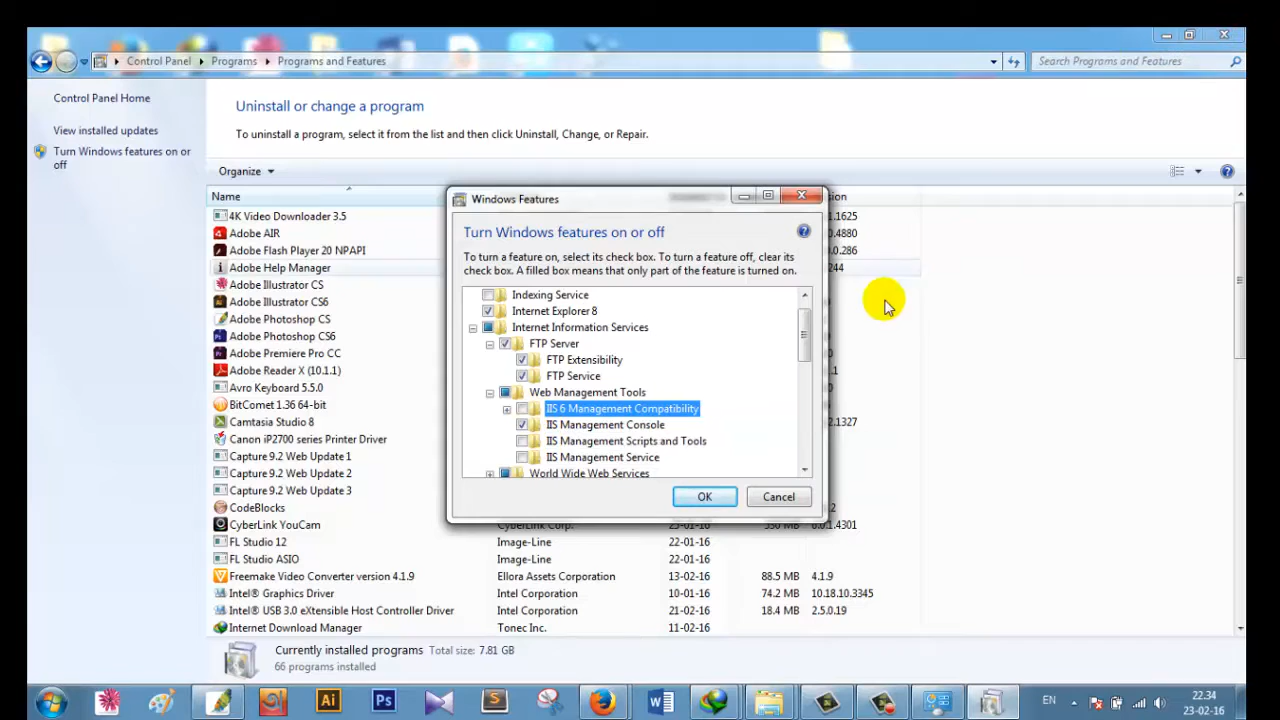 Control Panel Programs Programs and Features
Search Programs and Features
Control Panel Home
View installed updates
Turn Windows features on or
off
Uninstall or change a program
To uninstall a program, select it from the list and then click Uninstall, Change, or Repair.
Organize
Name
4K Video Downloader 3.5
Adobe AIR
Adobe Flash Player 20 NPAPI
Adobe Help Manager
Adobe Illustrator CS
Adobe Illustrator CS6
Adobe Photoshop CS
Adobe Photoshop CS6
Adobe Premiere Pro CC
Adobe Reader X (10.1.1)
Avro Keyboard 5.5.0
BitComet 1.36 64-bit
Camtasia Studio 8
Canon iP2700 series Printer Driver
Capture 9.2 Web Update 1
Capture 9.2 Web Update 2
Capture 9.2 Web Update 3
CodeBlocks
CyberLink YouCam CyberLink Corp. 23-01-16 350 MB 6.0.1.4301
FL Studio 12 Image-Line 22-01-16
FL Studio ASIO Image-Line 22-01-16
Freemake Video Converter version 4.1.9 Ellora Assets Corporation 13-02-16 88.5 MB 4.1.9
Intel® Graphics Driver Intel Corporation 10-01-16 74.2 MB 10.18.10.3345
Intel® USB 3.0 eXtensible Host Controller Driver Intel Corporation 21-02-16 18.4 MB 2.5.0.19
Internet Download Manager Tonec Inc. 11-02-16
Windows Features
Turn Windows features on or off
To turn a feature on, select its check box. To turn a feature off, clear its
check box. A filled box means that only part of the feature is turned on.
Indexing Service
Internet Explorer 8
Internet Information Services
FTP Server
FTP Extensibility
FTP Service
Web Management Tools
IIS 6 Management Compatibility
IIS Management Console
IIS Management Scripts and Tools
IIS Management Service
World Wide Web Services
OK Cancel
Currently installed programs Total size: 7.81 GB
66 programs installed
Ai
Ps
S
W
EN
22.34
23-02-16